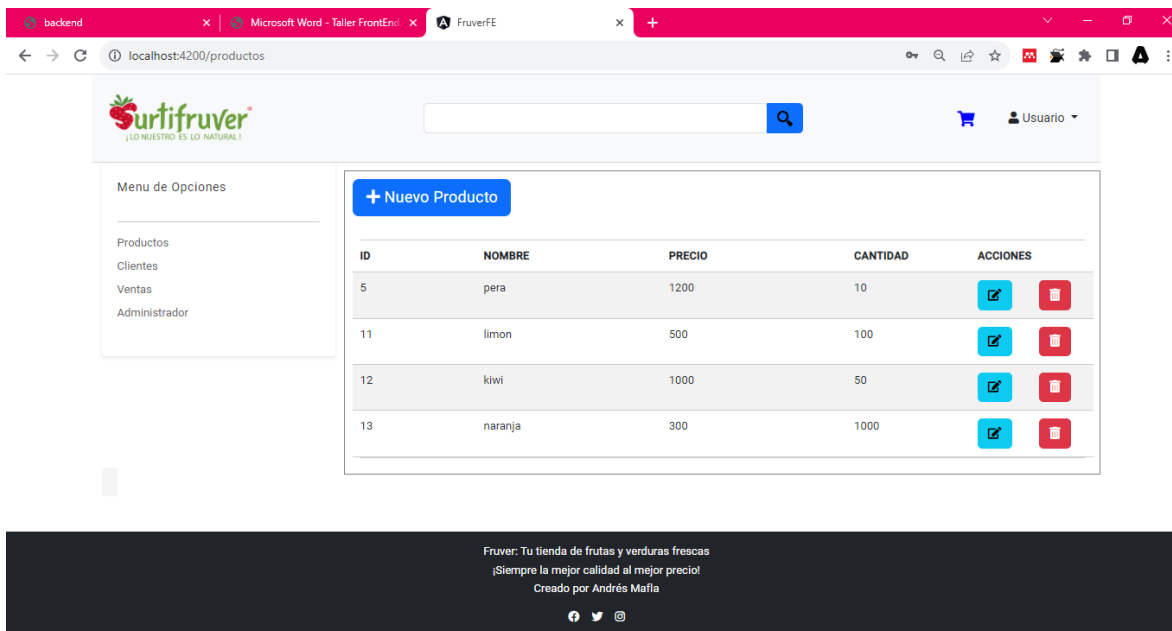 backend
Microsoft Word - Taller FrontEnd
FruverFE
localhost:4200/productos
Surtifruver
¡LO NUESTRO ES LO NATURAL!
Usuario
Menu de Opciones
Productos
Clientes
Ventas
Administrador
Nuevo Producto
ID NOMBRE PRECIO CANTIDAD ACCIONES
5 pera 1200 10
11 limon 500 100
12 kiwi 1000 50
13 naranja 300 1000
Fruver: Tu tienda de frutas y verduras frescas
¡Siempre la mejor calidad al mejor precio!
Creado por Andrés Mafla